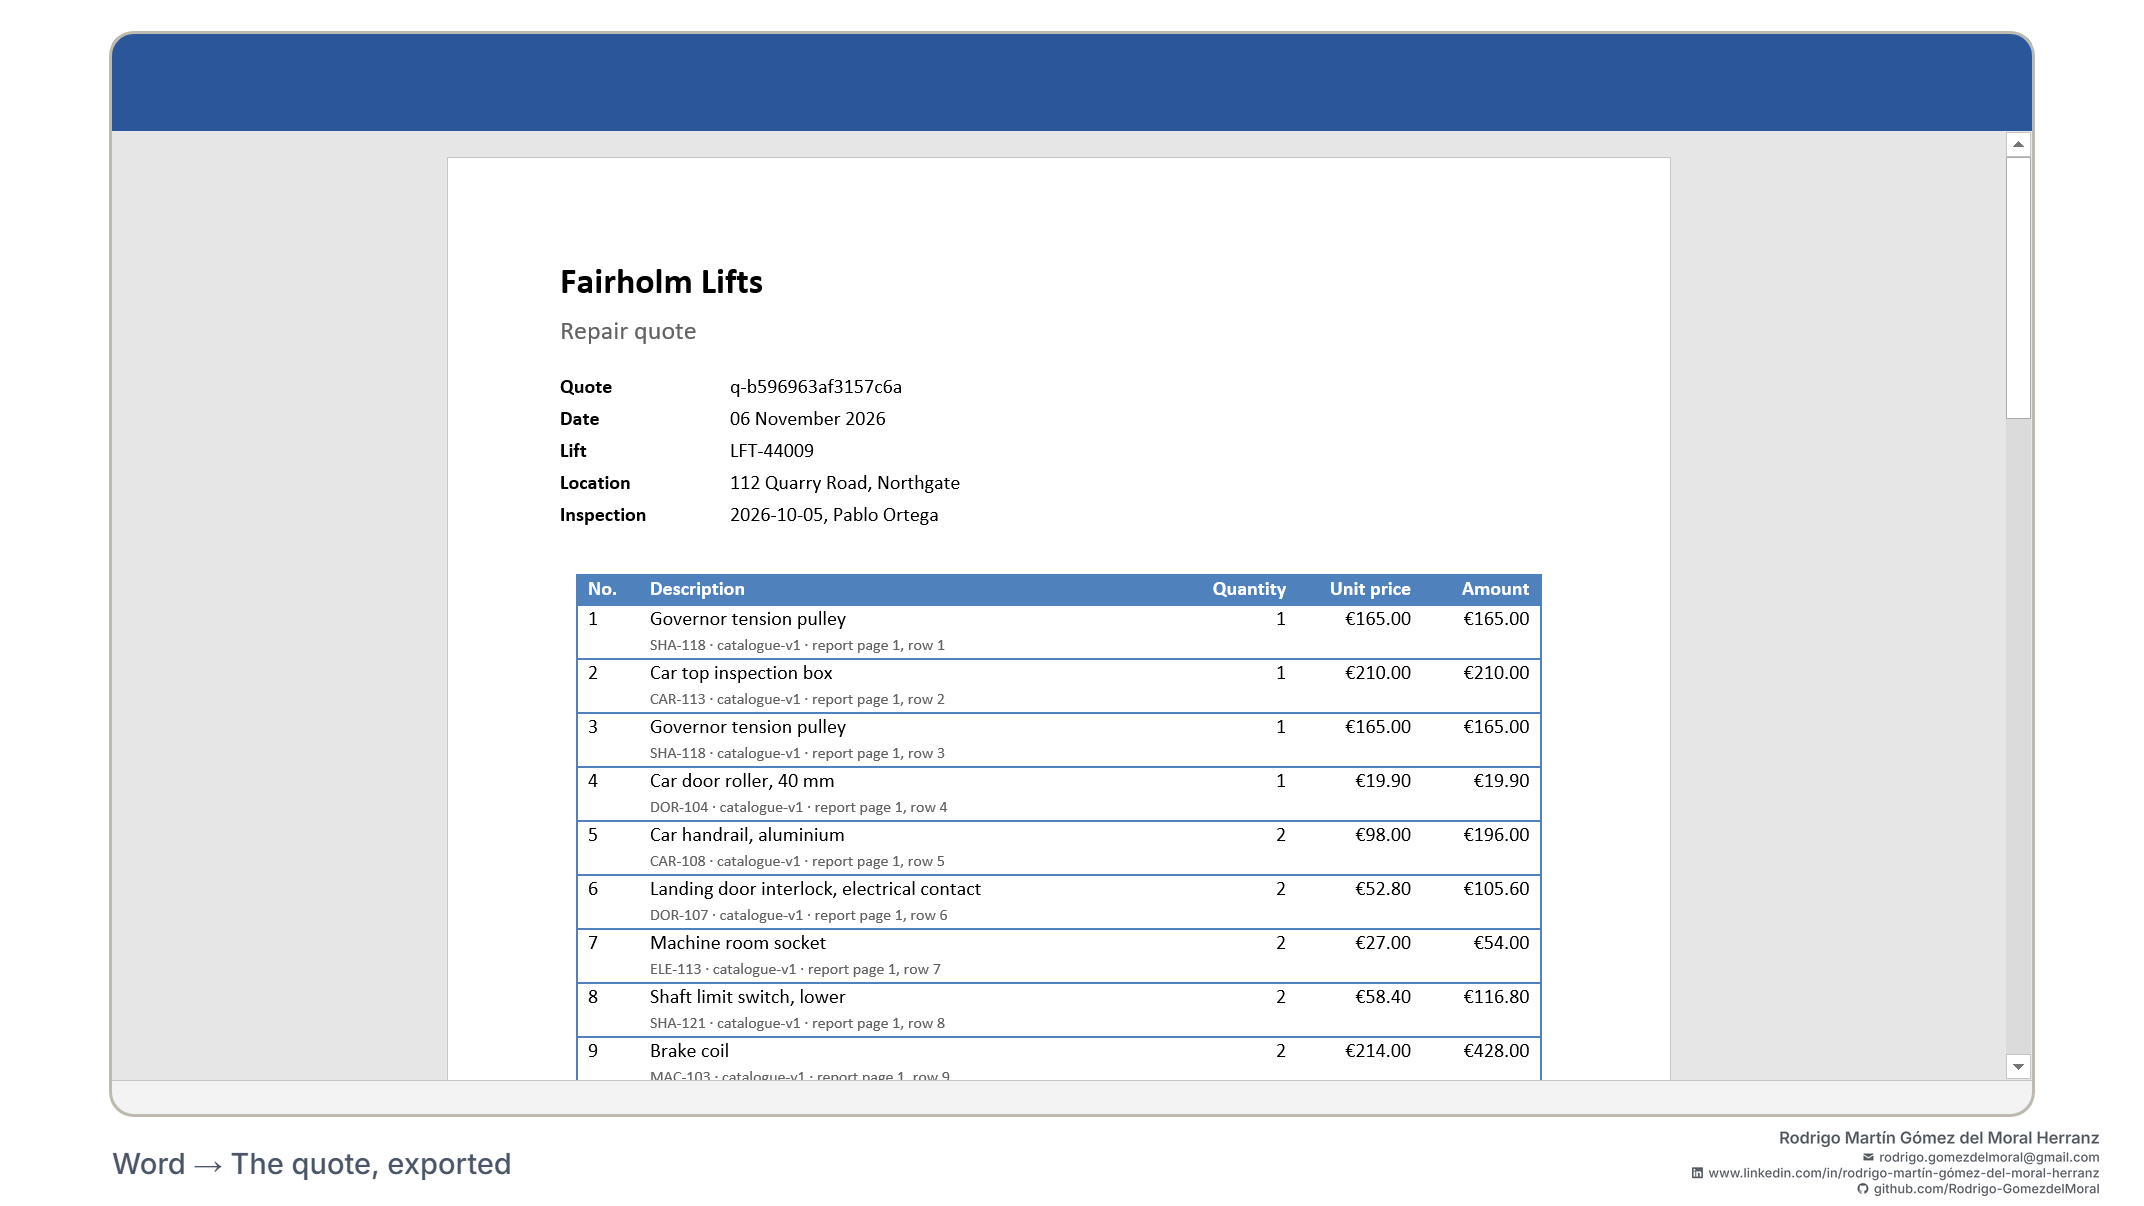 Fairholm Lifts
Repair quote
Quote q-b596963af3157c6a
Date 06 November 2026
Lift LFT-44009
Location 112 Quarry Road, Northgate
Inspection 2026-10-05, Pablo Ortega
No. Description Quantity Unit price Amount
1 Governor tension pulley 1 €165.00 €165.00
SHA-118 · catalogue-v1 · report page 1, row 1
2 Car top inspection box 1 €210.00 €210.00
CAR-113 · catalogue-v1 · report page 1, row 2
3 Governor tension pulley 1 €165.00 €165.00
SHA-118 · catalogue-v1 · report page 1, row 3
4 Car door roller, 40 mm 1 €19.90 €19.90
DOR-104 · catalogue-v1 · report page 1, row 4
5 Car handrail, aluminium 2 €98.00 €196.00
CAR-108 · catalogue-v1 · report page 1, row 5
6 Landing door interlock, electrical contact 2 €52.80 €105.60
DOR-107 · catalogue-v1 · report page 1, row 6
7 Machine room socket 2 €27.00 €54.00
ELE-113 · catalogue-v1 · report page 1, row 7
8 Shaft limit switch, lower 2 €58.40 €116.80
SHA-121 · catalogue-v1 · report page 1, row 8
9 Brake coil 2 €214.00 €428.00
MAC-103 · catalogue-v1 · report page 1, row 9
Word → The quote, exported
Rodrigo Martín Gómez del Moral Herranz
rodrigo.gomezdelmoral@gmail.com
www.linkedin.com/in/rodrigo-martín-gómez-del-moral-herranz
github.com/Rodrigo-GomezdelMoral